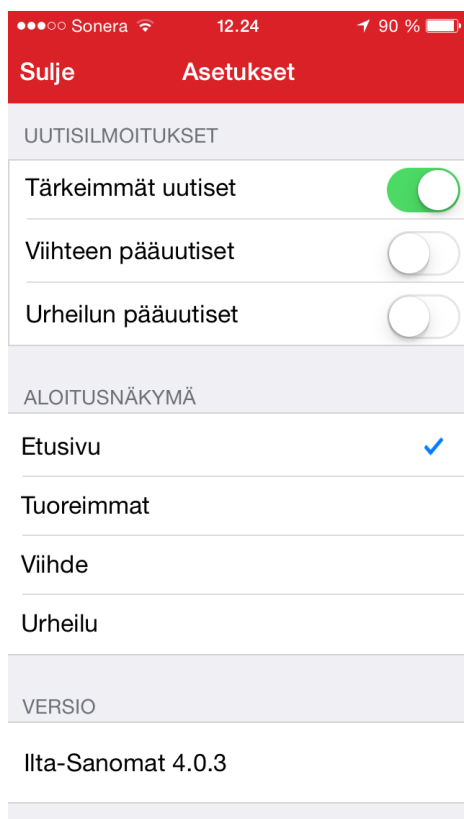 Sonera 12.24 90 %
Sulje Asetukset
UUTISILMOITUKSET
Tärkeimmät uutiset
Viihteen pääuutiset
Urheilun pääuutiset
ALOITUSNÄKYMÄ
Etusivu
Tuoreimmat
Viihde
Urheilu
VERSIO
Ilta-Sanomat 4.0.3